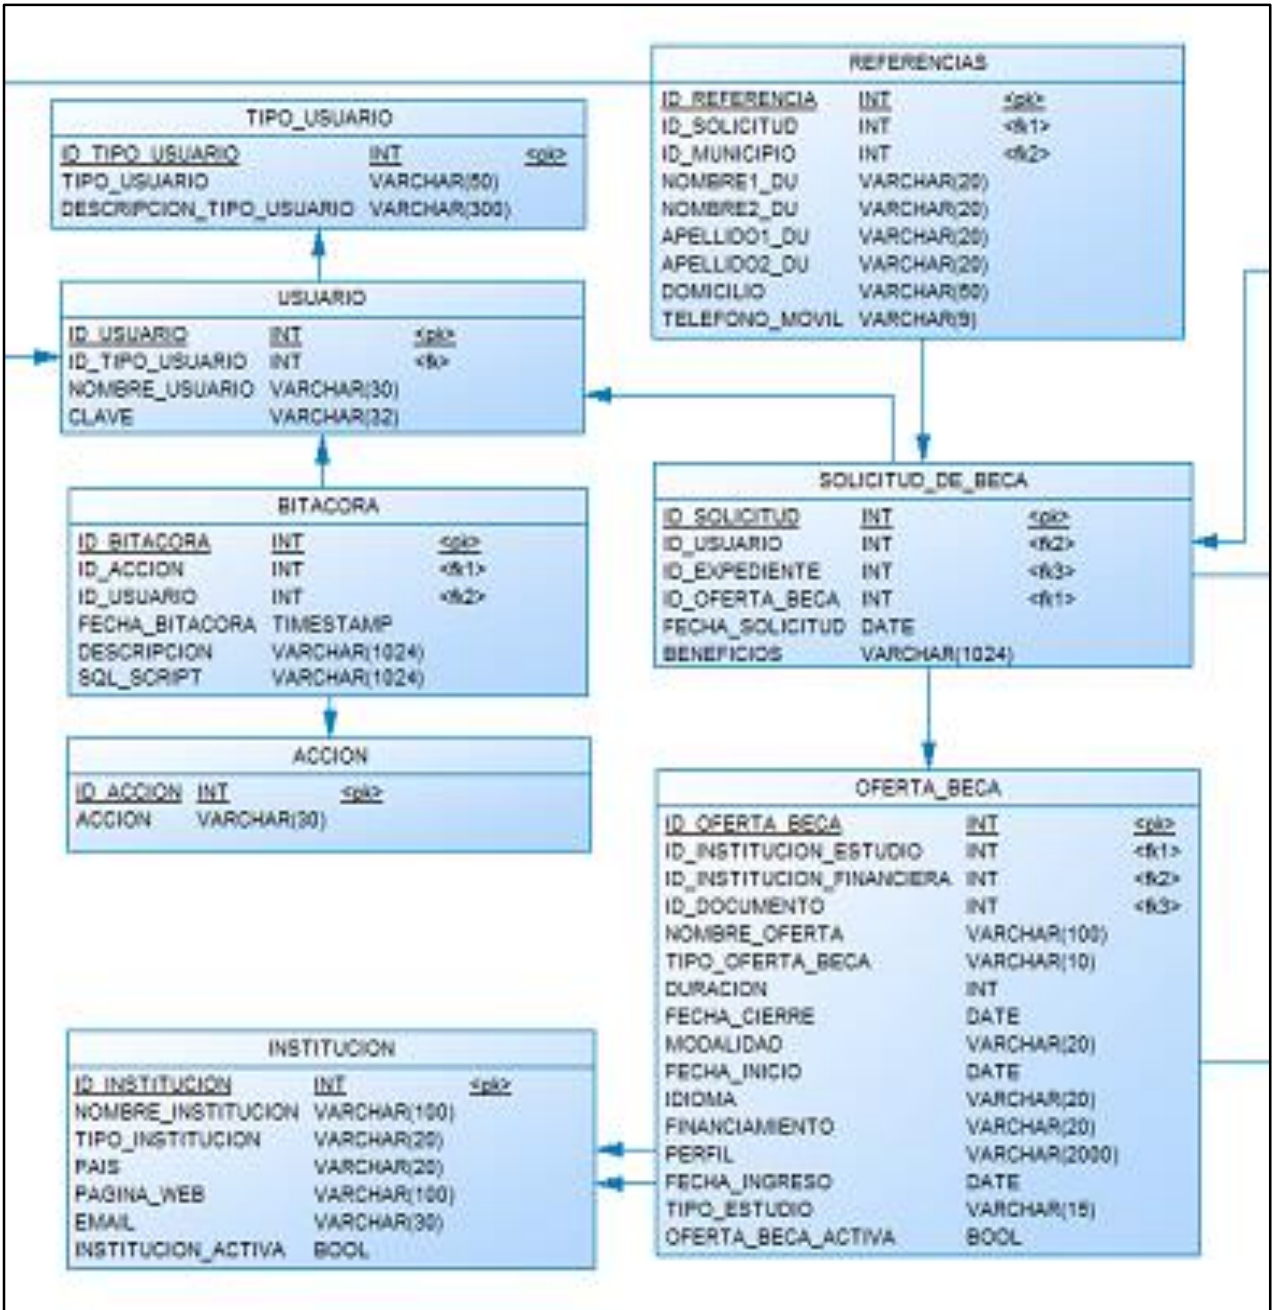 REFERENCIAS
ID_REFERENCIA INT <pk>
ID_SOLICITUD INT <fk1>
ID_MUNICIPIO INT <fk2>
NOMBRE1_DU VARCHAR(20)
NOMBRE2_DU VARCHAR(20)
APELLIDO1_DU VARCHAR(20)
APELLIDO2_DU VARCHAR(20)
DOMICILIO VARCHAR(50)
TELEFONO_MOVIL VARCHAR(9)
TIPO_USUARIO
ID_TIPO_USUARIO INT <pk>
TIPO_USUARIO VARCHAR(50)
DESCRIPCION_TIPO_USUARIO VARCHAR(300)
USUARIO
ID_USUARIO INT <pk>
ID_TIPO_USUARIO INT <fk>
NOMBRE_USUARIO VARCHAR(30)
CLAVE VARCHAR(32)
BITACORA
ID_BITACORA INT <pk>
ID_ACCION INT <fk1>
ID_USUARIO INT <fk2>
FECHA_BITACORA TIMESTAMP
DESCRIPCION VARCHAR(1024)
SQL_SCRIPT VARCHAR(1024)
SOLICITUD_DE_BECA
ID_SOLICITUD INT <pk>
ID_USUARIO INT <fk2>
ID_EXPEDIENTE INT <fk3>
ID_OFERTA_BECA INT <fk1>
FECHA_SOLICITUD DATE
BENEFICIOS VARCHAR(1024)
ACCION
ID_ACCION INT <pk>
ACCION VARCHAR(30)
OFERTA_BECA
ID_OFERTA_BECA INT <pk>
ID_INSTITUCION_ESTUDIO INT <fk1>
ID_INSTITUCION_FINANCIERA INT <fk2>
ID_DOCUMENTO INT <fk3>
NOMBRE_OFERTA VARCHAR(100)
TIPO_OFERTA_BECA VARCHAR(10)
DURACION INT
FECHA_CIERRE DATE
MODALIDAD VARCHAR(20)
FECHA_INICIO DATE
IDIOMA VARCHAR(20)
FINANCIAMIENTO VARCHAR(20)
PERFIL VARCHAR(2000)
FECHA_INGRESO DATE
TIPO_ESTUDIO VARCHAR(15)
OFERTA_BECA_ACTIVA BOOL
INSTITUCION
ID_INSTITUCION INT <pk>
NOMBRE_INSTITUCION VARCHAR(100)
TIPO_INSTITUCION VARCHAR(20)
PAIS VARCHAR(20)
PAGINA_WEB VARCHAR(100)
EMAIL VARCHAR(30)
INSTITUCION_ACTIVA BOOL